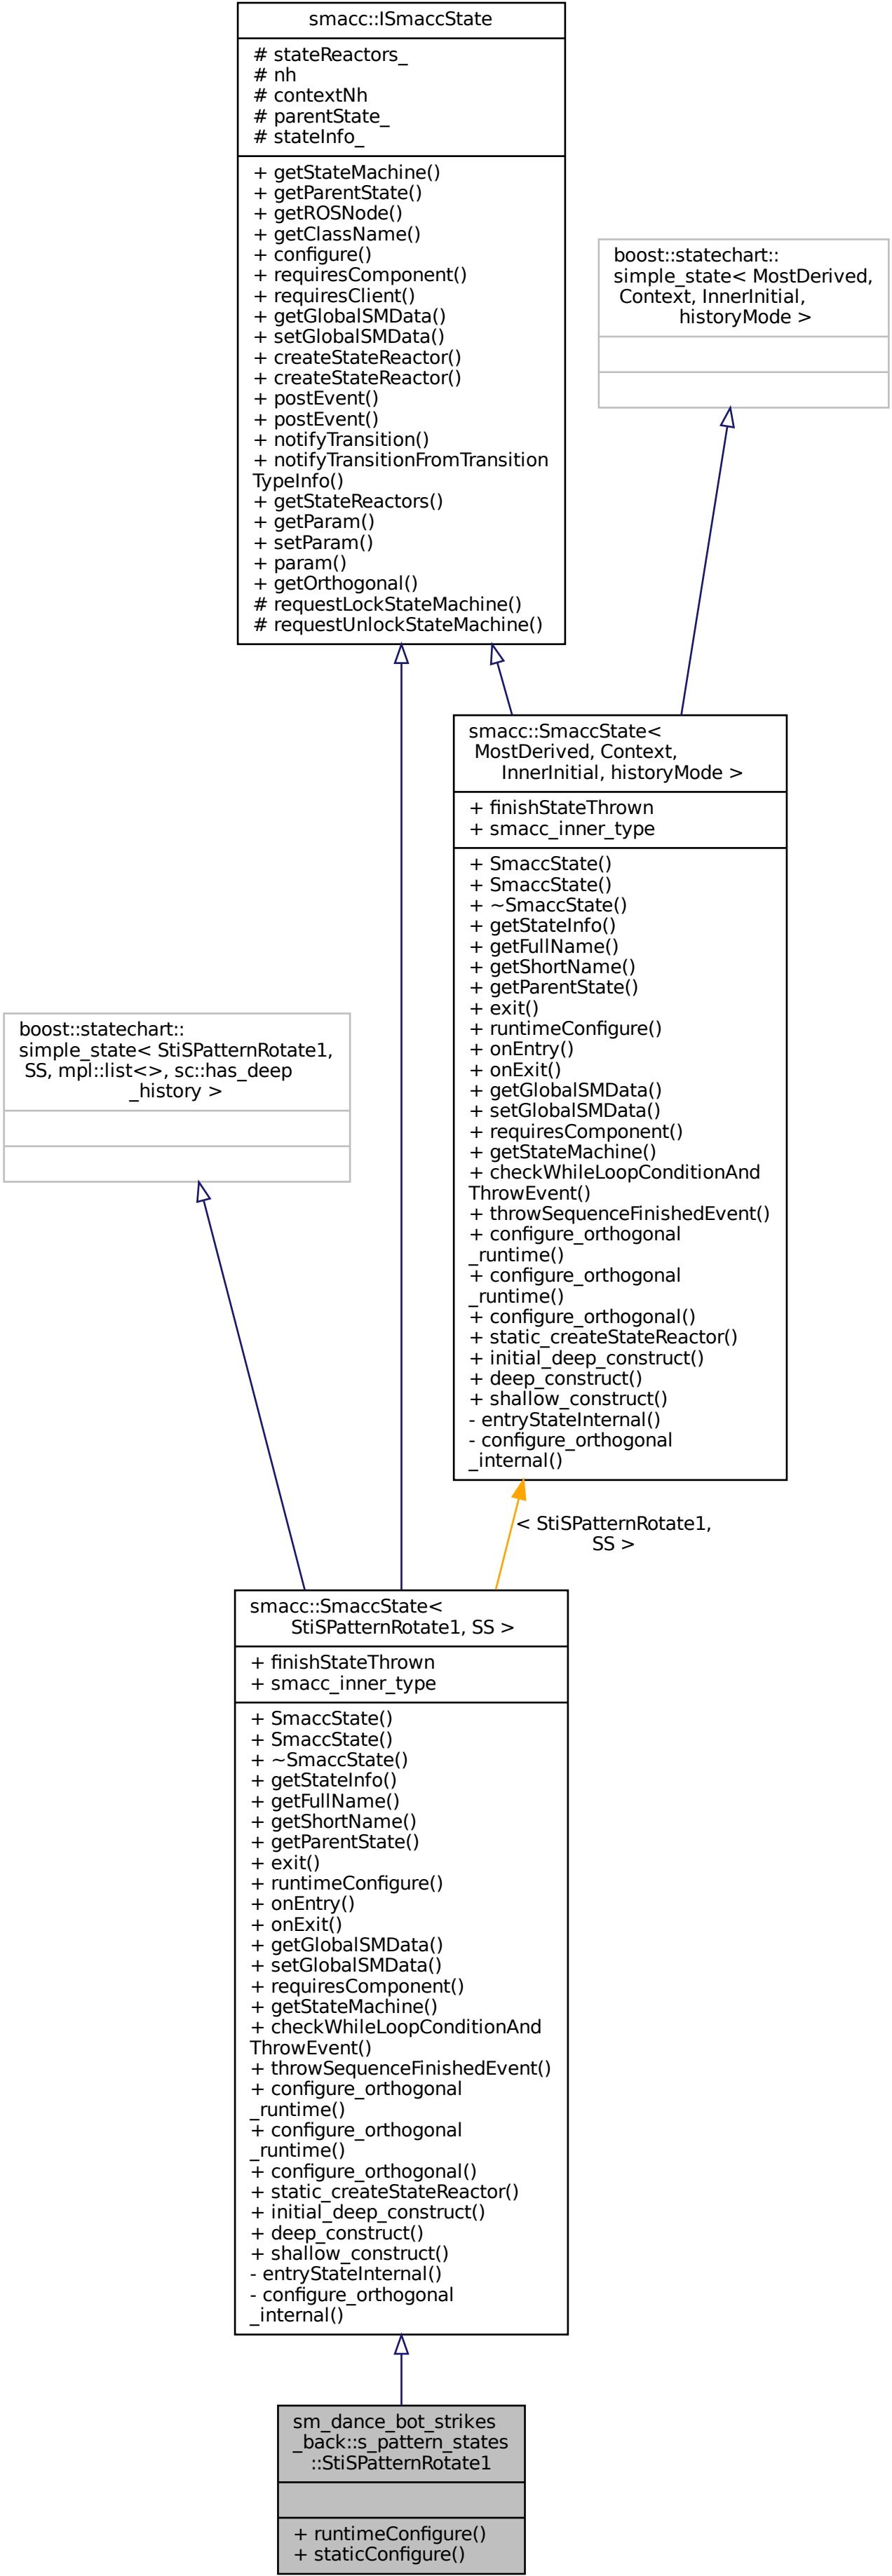 smacc::ISmaccState
# stateReactors_
# nh
# contextNh
# parentState_
# stateInfo_
+ getStateMachine()
+ getParentState()
+ getROSNode()
+ getClassName()
+ configure()
+ requiresComponent()
+ requiresClient()
+ getGlobalSMData()
+ setGlobalSMData()
+ createStateReactor()
+ createStateReactor()
+ postEvent()
+ postEvent()
+ notifyTransition()
+ notifyTransitionFromTransition
TypeInfo()
+ getStateReactors()
+ getParam()
+ setParam()
+ param()
+ getOrthogonal()
# requestLockStateMachine()
# requestUnlockStateMachine()
boost::statechart::
simple_state< MostDerived,
Context, InnerInitial,
historyMode >
smacc::SmaccState<
MostDerived, Context,
InnerInitial, historyMode >
+ finishStateThrown
+ smacc_inner_type
+ SmaccState()
+ SmaccState()
+ ~SmaccState()
+ getStateInfo()
+ getFullName()
+ getShortName()
+ getParentState()
+ exit()
+ runtimeConfigure()
+ onEntry()
+ onExit()
+ getGlobalSMData()
+ setGlobalSMData()
+ requiresComponent()
+ getStateMachine()
+ checkWhileLoopConditionAnd
ThrowEvent()
+ throwSequenceFinishedEvent()
+ configure_orthogonal
_runtime()
+ configure_orthogonal
_runtime()
+ configure_orthogonal()
+ static_createStateReactor()
+ initial_deep_construct()
+ deep_construct()
+ shallow_construct()
- entryStateInternal()
- configure_orthogonal
_internal()
boost::statechart::
simple_state< StiSPatternRotate1,
SS, mpl::list<>, sc::has_deep
_history >
< StiSPatternRotate1,
SS >
smacc::SmaccState<
StiSPatternRotate1, SS >
+ finishStateThrown
+ smacc_inner_type
+ SmaccState()
+ SmaccState()
+ ~SmaccState()
+ getStateInfo()
+ getFullName()
+ getShortName()
+ getParentState()
+ exit()
+ runtimeConfigure()
+ onEntry()
+ onExit()
+ getGlobalSMData()
+ setGlobalSMData()
+ requiresComponent()
+ getStateMachine()
+ checkWhileLoopConditionAnd
ThrowEvent()
+ throwSequenceFinishedEvent()
+ configure_orthogonal
_runtime()
+ configure_orthogonal
_runtime()
+ configure_orthogonal()
+ static_createStateReactor()
+ initial_deep_construct()
+ deep_construct()
+ shallow_construct()
- entryStateInternal()
- configure_orthogonal
_internal()
sm_dance_bot_strikes
_back::s_pattern_states
::StiSPatternRotate1
+ runtimeConfigure()
+ staticConfigure()